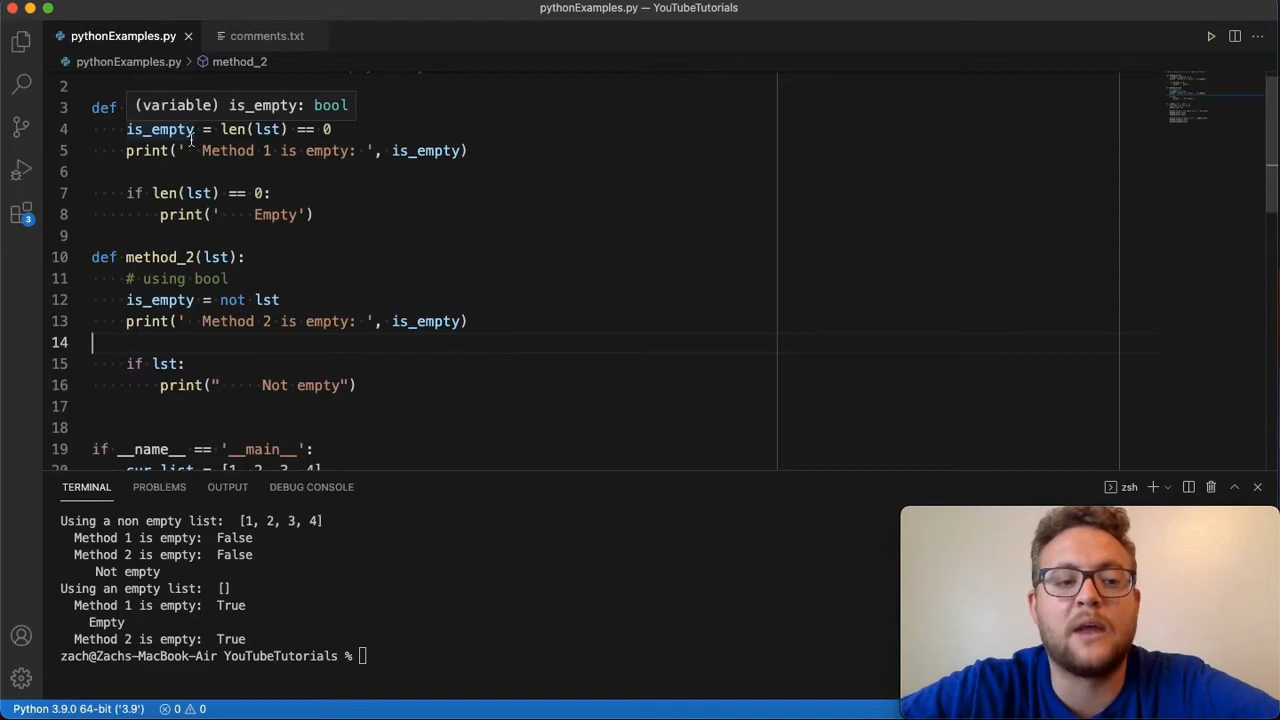 pythonExamples.py — YouTubeTutorials
pythonExamples.py
comments.txt
pythonExamples.py > method_2
2
3 def
(variable) is_empty: bool
4 is_empty = len(lst) == 0
5 print('  Method 1 is empty: ', is_empty)
6
7 if len(lst) == 0:
8 print('    Empty')
9
10 def method_2(lst):
11 # using bool
12 is_empty = not lst
13 print('  Method 2 is empty: ', is_empty)
14
15 if lst:
16 print("     Not empty")
17
18
19 if __name__ == '__main__':
20 cur_list = [1, 2, 3, 4]
3
TERMINAL PROBLEMS OUTPUT DEBUG CONSOLE
zsh
Using a non empty list:  [1, 2, 3, 4]
Method 1 is empty:  False
Method 2 is empty:  False
Not empty
Using an empty list:  []
Method 1 is empty:  True
Empty
Method 2 is empty:  True
zach@Zachs-MacBook-Air YouTubeTutorials %
Python 3.9.0 64-bit ('3.9') 0 0